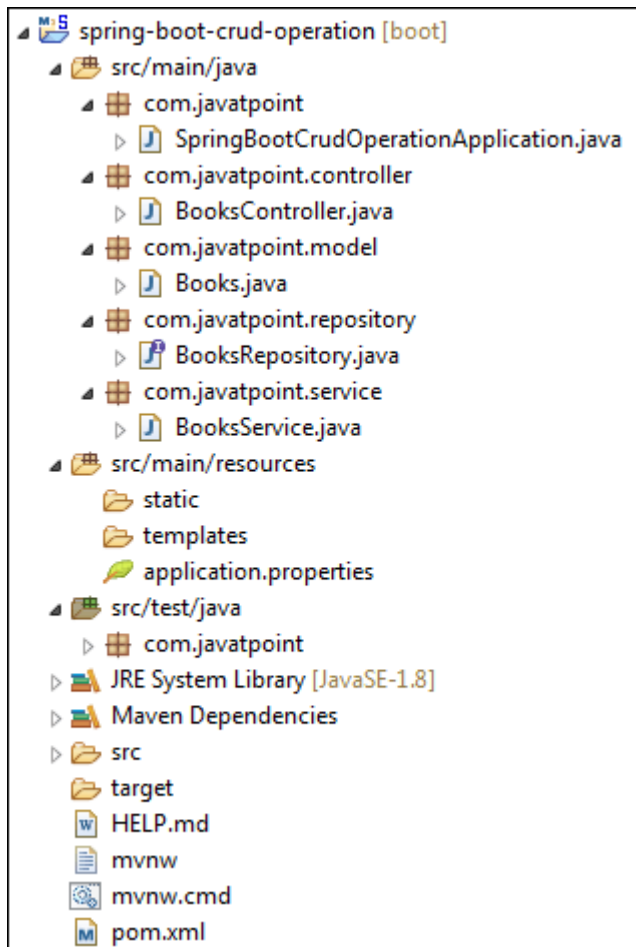 spring-boot-crud-operation [boot]
src/main/java
com.javatpoint
SpringBootCrudOperationApplication.java
com.javatpoint.controller
BooksController.java
com.javatpoint.model
Books.java
com.javatpoint.repository
BooksRepository.java
com.javatpoint.service
BooksService.java
src/main/resources
static
templates
application.properties
src/test/java
com.javatpoint
JRE System Library [JavaSE-1.8]
Maven Dependencies
src
target
HELP.md
mvnw
mvnw.cmd
pom.xml